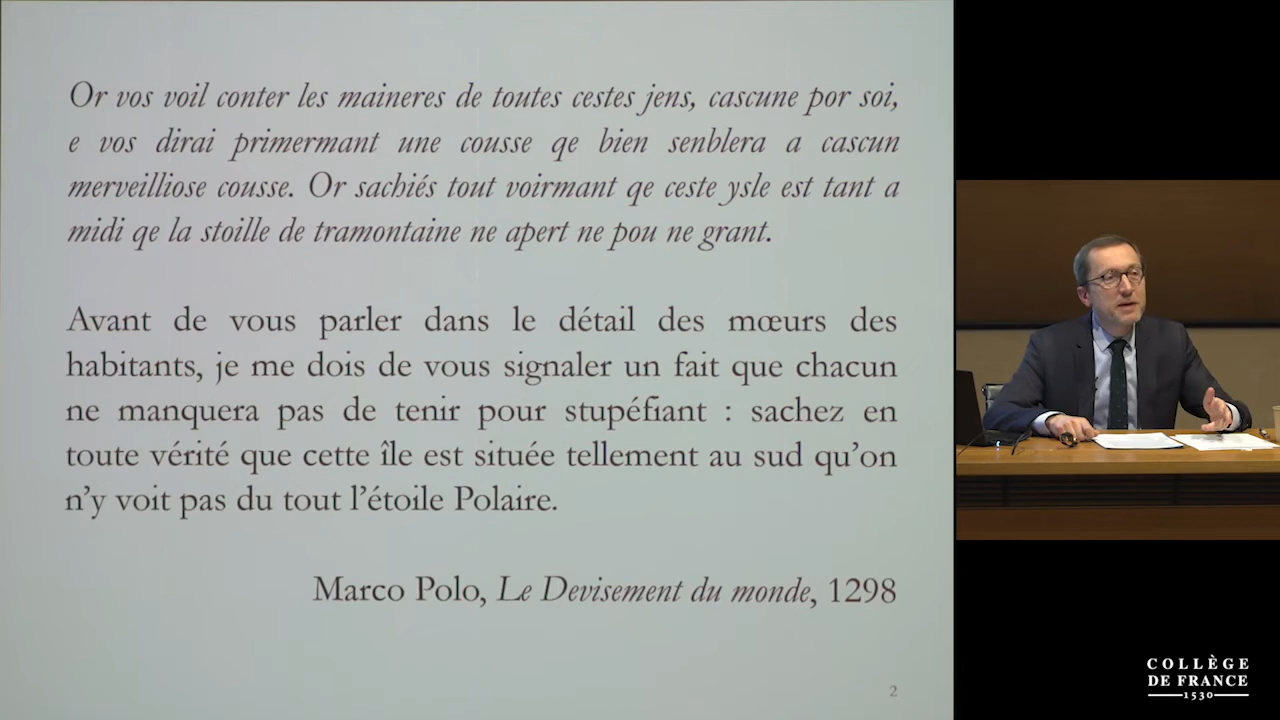 Or vos voil conter les maineres de toutes cestes jens, cascune por soi,
e vos dirai primermant une cousse qe bien senblera a cascun
merveilliose cousse. Or sachiés tout voirmant qe ceste ysle est tant a
midi qe la stoille de tramontaine ne apert ne pou ne grant.
Avant de vous parler dans le détail des mœurs des
habitants, je me dois de vous signaler un fait que chacun
ne manquera pas de tenir pour stupéfiant : sachez en
toute vérité que cette île est située tellement au sud qu’on
n’y voit pas du tout l’étoile Polaire.
Marco Polo, Le Devisement du monde, 1298
2
COLLÈGE
DE FRANCE
1530